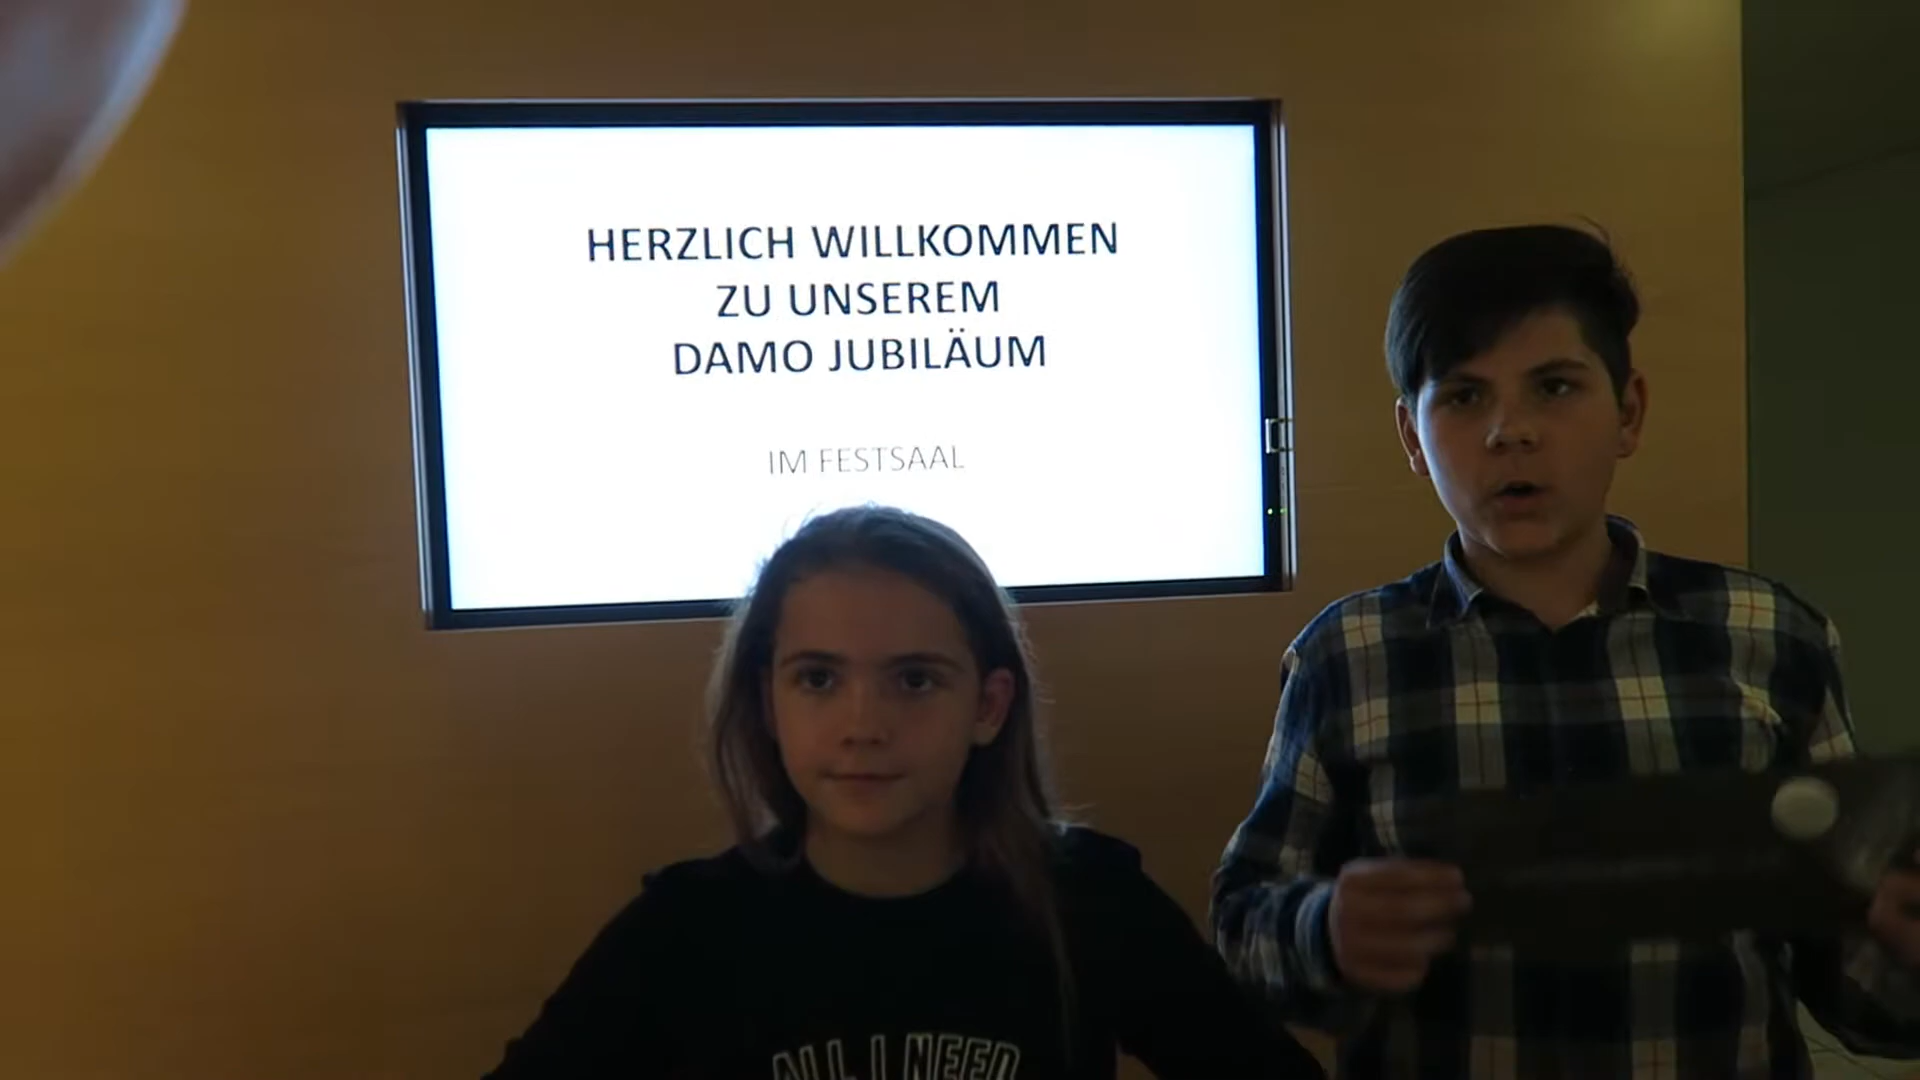 HERZLICH WILLKOMMEN
ZU UNSEREM
DAMO JUBILÄUM
IM FESTSAAL
ALL I NEED